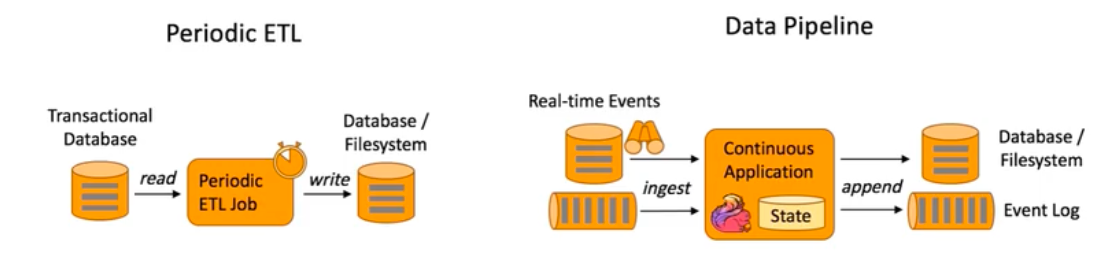 Periodic ETL
Transactional
Database
read
Periodic
ETL Job
write
Database /
Filesystem
Data Pipeline
Real-time Events
ingest
Continuous
Application
State
append
Database /
Filesystem
Event Log